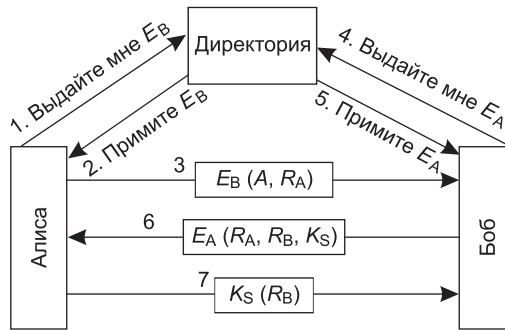 Директория
1. Выдайте мне E_B
2. Примите E_B
4. Выдайте мне E_A
5. Примите E_A
Алиса
Боб
3
E_B (A, R_A)
6
E_A (R_A, R_B, K_S)
7
K_S (R_B)